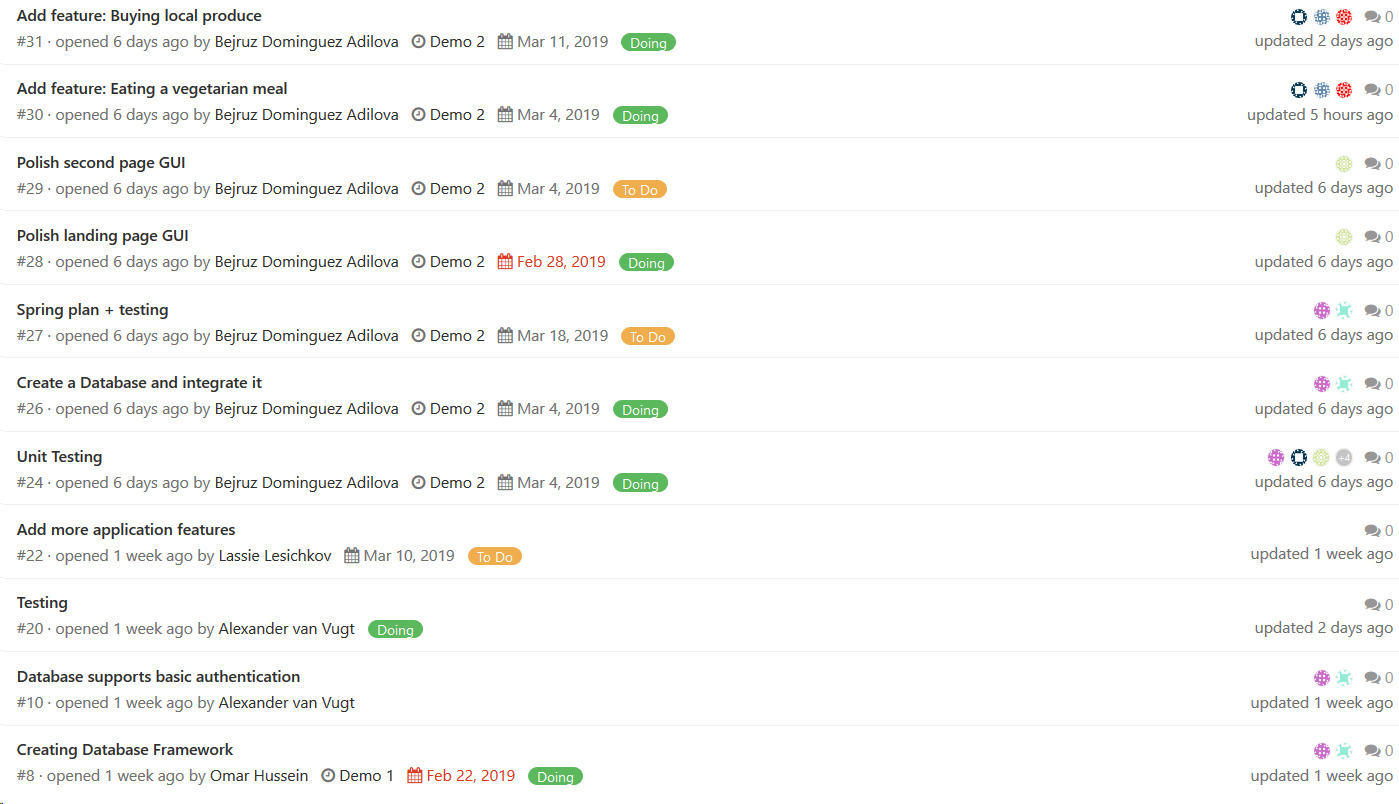 Add feature: Buying local produce 0
#31 · opened 6 days ago by Bejruz Dominguez Adilova Demo 2 Mar 11, 2019 Doing updated 2 days ago
Add feature: Eating a vegetarian meal 0
#30 · opened 6 days ago by Bejruz Dominguez Adilova Demo 2 Mar 4, 2019 Doing updated 5 hours ago
Polish second page GUI 0
#29 · opened 6 days ago by Bejruz Dominguez Adilova Demo 2 Mar 4, 2019 To Do updated 6 days ago
Polish landing page GUI 0
#28 · opened 6 days ago by Bejruz Dominguez Adilova Demo 2 Feb 28, 2019 Doing updated 6 days ago
Spring plan + testing 0
#27 · opened 6 days ago by Bejruz Dominguez Adilova Demo 2 Mar 18, 2019 To Do updated 6 days ago
Create a Database and integrate it 0
#26 · opened 6 days ago by Bejruz Dominguez Adilova Demo 2 Mar 4, 2019 Doing updated 6 days ago
Unit Testing +4 0
#24 · opened 6 days ago by Bejruz Dominguez Adilova Demo 2 Mar 4, 2019 Doing updated 6 days ago
Add more application features 0
#22 · opened 1 week ago by Lassie Lesichkov Mar 10, 2019 To Do updated 1 week ago
Testing 0
#20 · opened 1 week ago by Alexander van Vugt Doing updated 2 days ago
Database supports basic authentication 0
#10 · opened 1 week ago by Alexander van Vugt updated 1 week ago
Creating Database Framework 0
#8 · opened 1 week ago by Omar Hussein Demo 1 Feb 22, 2019 Doing updated 1 week ago